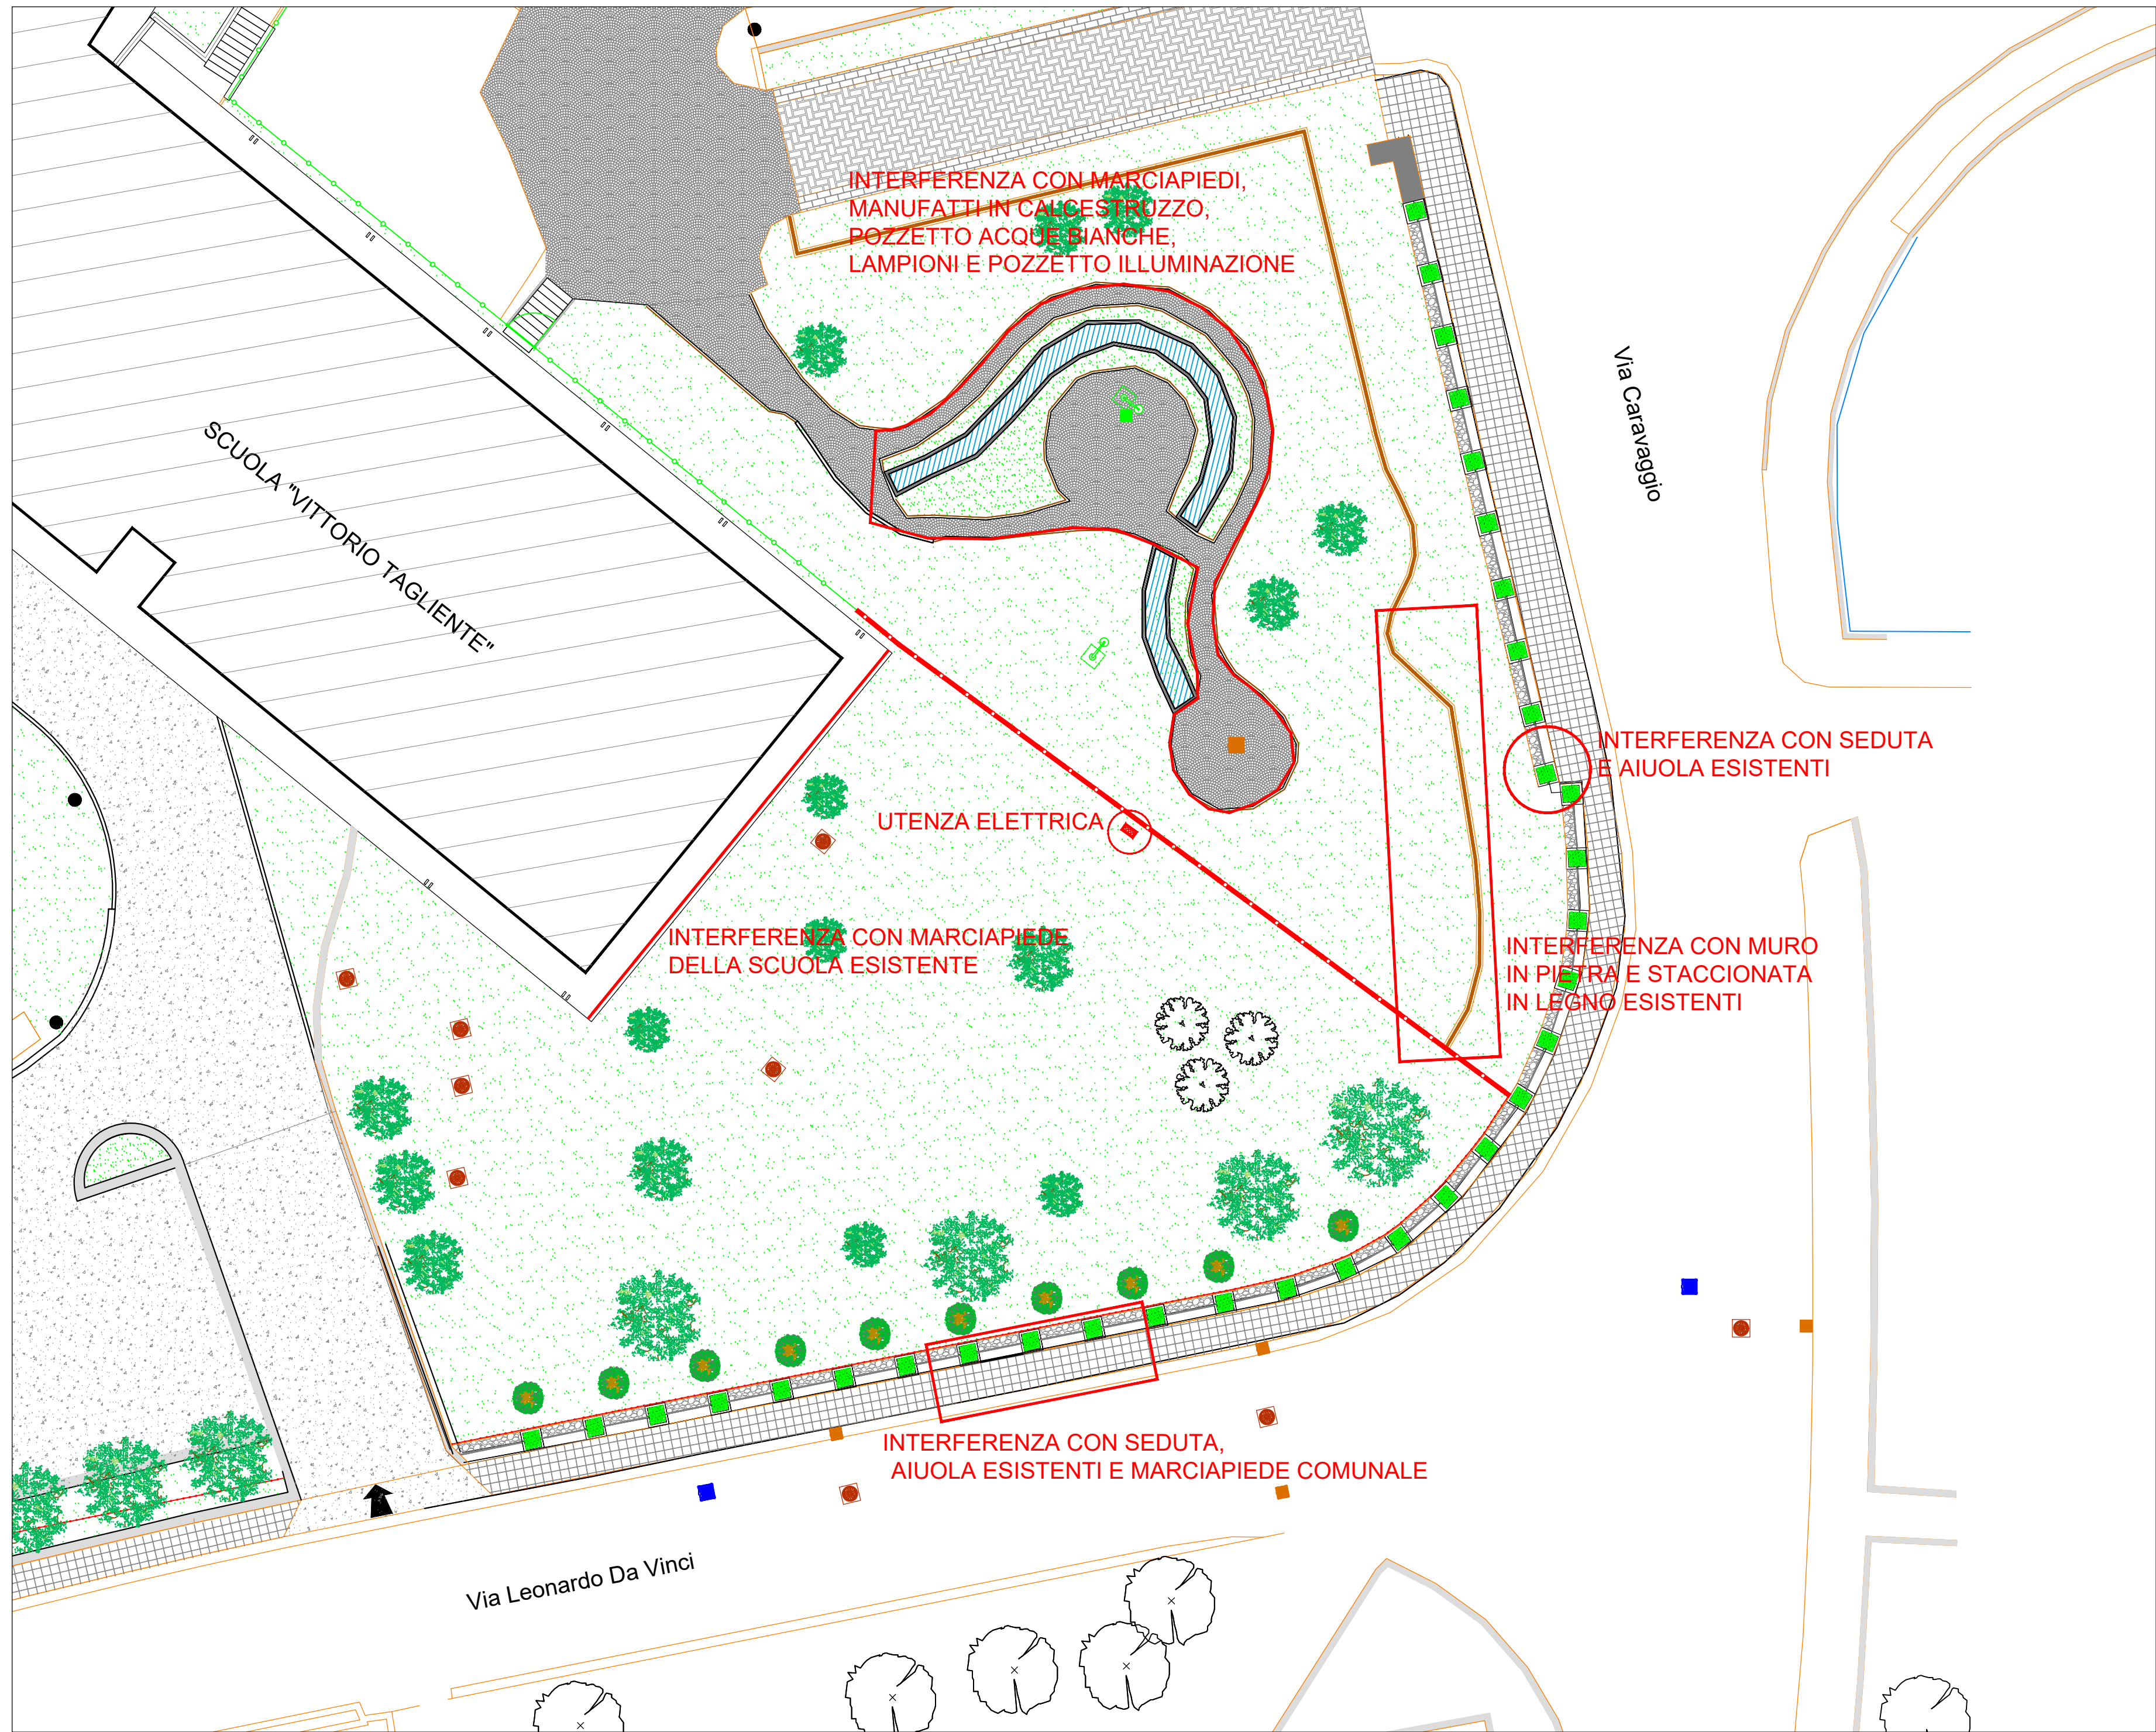 INTERFERENZA CON MARCIAPIEDI,
MANUFATTI IN CALCESTRUZZO,
POZZETTO ACQUE BIANCHE,
LAMPIONI E POZZETTO ILLUMINAZIONE
Via Caravaggio
SCUOLA "VITTORIO TAGLIENTE"
INTERFERENZA CON SEDUTA
E AIUOLA ESISTENTI
UTENZA ELETTRICA
INTERFERENZA CON MARCIAPIEDE
DELLA SCUOLA ESISTENTE
INTERFERENZA CON MURO
IN PIETRA E STACCIONATA
IN LEGNO ESISTENTI
INTERFERENZA CON SEDUTA,
AIUOLA ESISTENTI E MARCIAPIEDE COMUNALE
Via Leonardo Da Vinci